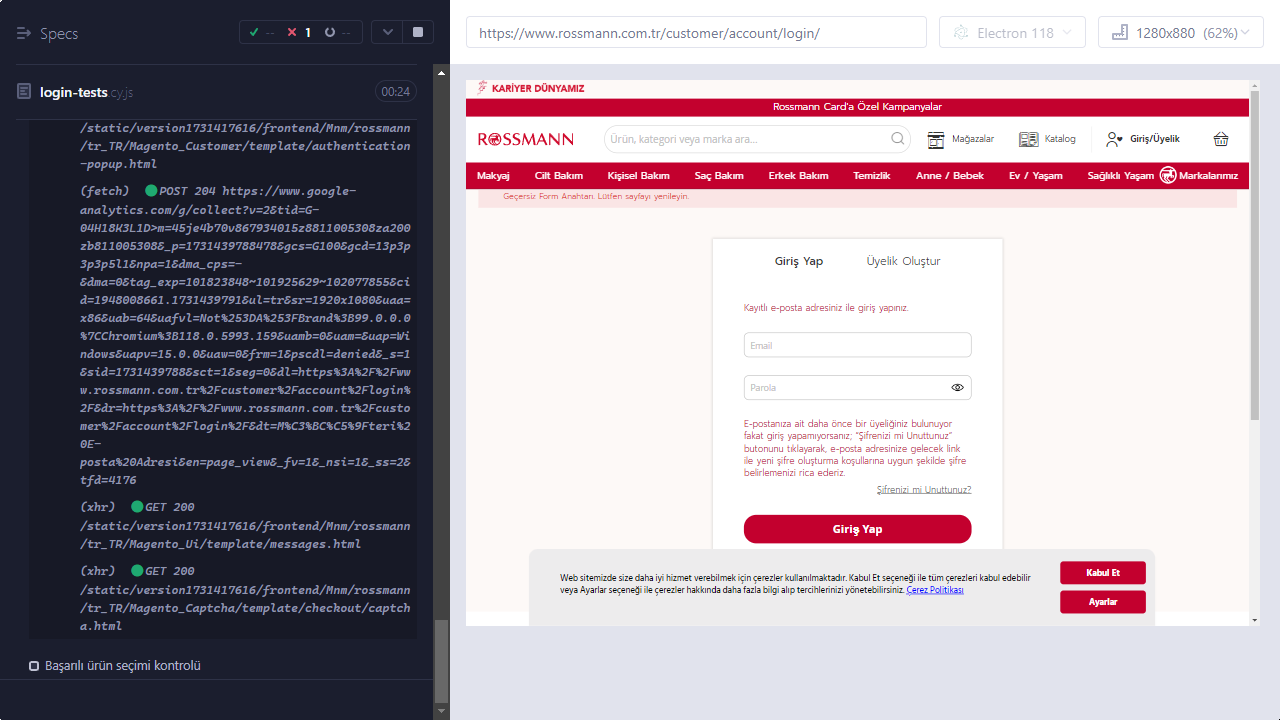 Specs
--
1
--
https://www.rossmann.com.tr/customer/account/login/
Electron 118
1280x880 (62%)
login-tests.cy.js
00:24
/static/version1731417616/frontend/Mnm/rossmann
/tr_TR/Magento_Customer/template/authentication
-popup.html
(fetch) POST 204 https://www.google-
analytics.com/g/collect?v=2&tid=G-
04H18K3L1D>m=45je4b70v867934015z8811005308za200
zb811005308&_p=1731439788478&gcs=G100&gcd=13p3p
3p3p5l1&npa=1&dma_cps=-
&dma=0&tag_exp=101823848~101925629~102077855&ci
d=1948008661.1731439791&ul=tr&sr=1920x1080&uaa=
x86&uab=64&uafvl=Not%253DA%253FBrand%3B99.0.0.0
%7CChromium%3B118.0.5993.159&uamb=0&uam=&uap=Wi
ndows&uapv=15.0.0&uaw=0&frm=1&pscdl=denied&_s=1
&sid=1731439788&sct=1&seg=0&dl=https%3A%2F%2Fww
w.rossmann.com.tr%2Fcustomer%2Faccount%2Flogin%
2F&dr=https%3A%2F%2Fwww.rossmann.com.tr%2Fcusto
mer%2Faccount%2Flogin%2F&dt=M%C3%BC%C5%9Fteri%2
0E-
posta%20Adresi&en=page_view&_fv=1&_nsi=1&_ss=2&
tfd=4176
(xhr) GET 200
/static/version1731417616/frontend/Mnm/rossmann
/tr_TR/Magento_Ui/template/messages.html
(xhr) GET 200
/static/version1731417616/frontend/Mnm/rossmann
/tr_TR/Magento_Captcha/template/checkout/captch
a.html
Başarılı ürün seçimi kontrolü
KARİYER DÜNYAMIZ
Rossmann Card'a Özel Kampanyalar
ROSSMANN
Ürün, kategori veya marka ara...
Mağazalar
Katalog
Giriş/Üyelik
Makyaj Cilt Bakım Kişisel Bakım Saç Bakım Erkek Bakım Temizlik Anne / Bebek Ev / Yaşam Sağlıklı Yaşam Markalarımız
Geçersiz Form Anahtarı. Lütfen sayfayı yenileyin.
Giriş Yap Üyelik Oluştur
Kayıtlı e-posta adresiniz ile giriş yapınız.
Email
Parola
E-postanıza ait daha önce bir üyeliğiniz bulunuyor
fakat giriş yapamıyorsanız; “Şifrenizi mi Unuttunuz”
butonunu tıklayarak, e-posta adresinize gelecek link
ile yeni şifre oluşturma koşullarına uygun şekilde şifre
belirlemenizi rica ederiz.
Şifrenizi mi Unuttunuz?
Giriş Yap
Web sitemizde size daha iyi hizmet verebilmek için çerezler kullanılmaktadır. Kabul Et seçeneği ile tüm çerezleri kabul edebilir
veya Ayarlar seçeneği ile çerezler hakkında daha fazla bilgi alıp tercihlerinizi yönetebilirsiniz. Çerez Politikası
Kabul Et
Ayarlar